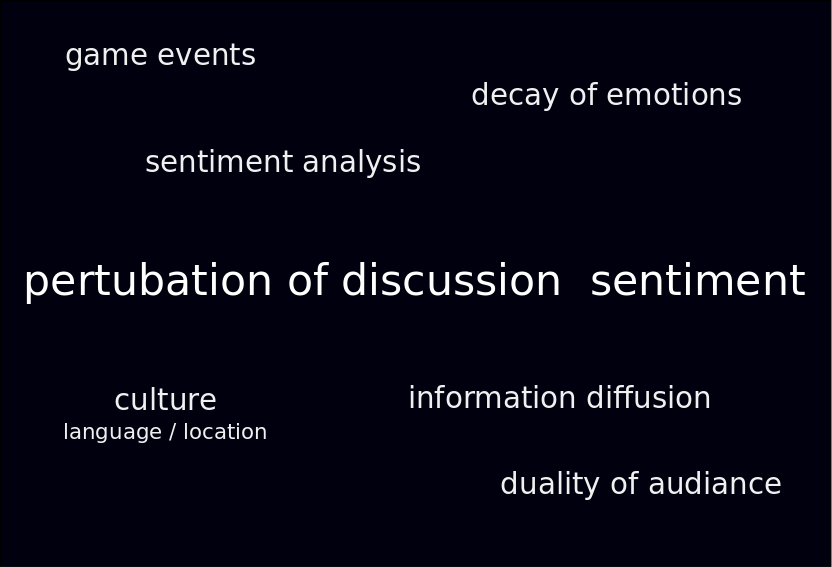 game events
decay of emotions
sentiment analysis
pertubation of discussion  sentiment
culture
information diffusion
language / location
duality of audiance